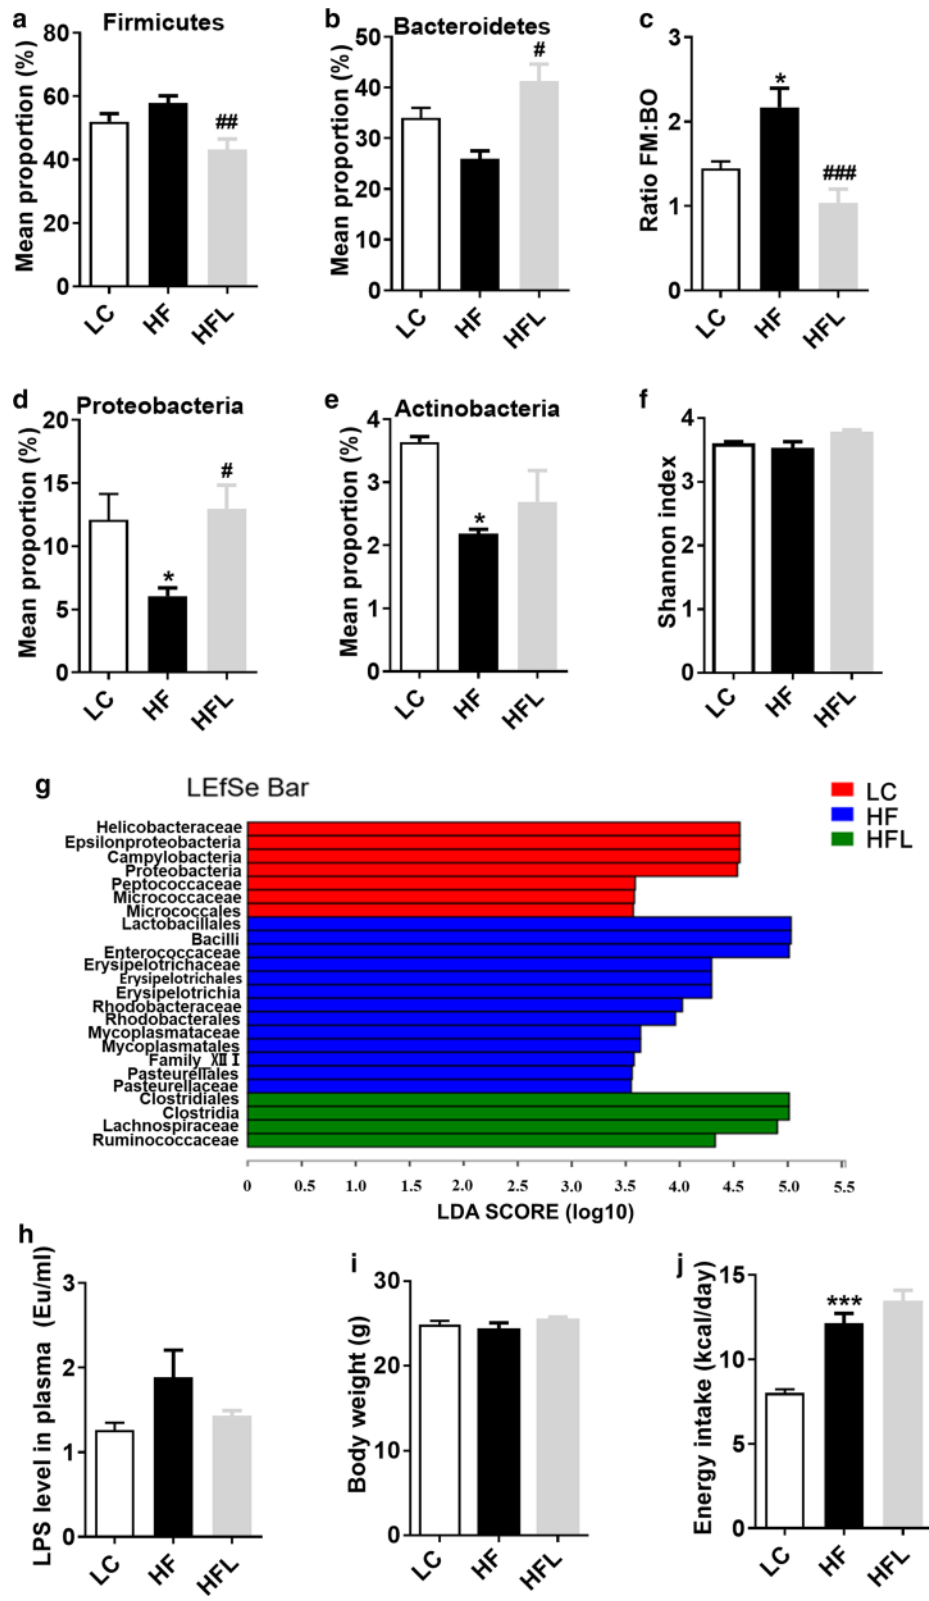 a Firmicutes
Mean proportion (%)
80
60
40
20
0
##
LC HF HFL
b Bacteroidetes
Mean proportion (%)
50
40
30
20
10
0
#
LC HF HFL
c
Ratio FM:BO
3
2
1
0
*
###
LC HF HFL
d Proteobacteria
Mean proportion (%)
20
15
10
5
0
*
#
LC HF HFL
e Actinobacteria
Mean proportion (%)
4
3
2
1
0
*
LC HF HFL
f
Shannon index
4
3
2
1
0
LC HF HFL
g LEfSe Bar
LC
HF
HFL
Helicobacteraceae
Epsilonproteobacteria
Campylobacteria
Proteobacteria
Peptococcaceae
Micrococcaceae
Micrococcales
Lactobacillales
Bacilli
Enterococcaceae
Erysipelotrichaceae
Erysipelotrichales
Erysipelotrichia
Rhodobacteraceae
Rhodobacterales
Mycoplasmataceae
Mycoplasmatales
Family_XⅡI
Pasteurellales
Pasteurellaceae
Clostridiales
Clostridia
Lachnospiraceae
Ruminococcaceae
0 0.5 1.0 1.5 2.0 2.5 3.0 3.5 4.0 4.5 5.0 5.5
LDA SCORE (log10)
h
LPS level in plasma (Eu/ml)
3
2
1
0
LC HF HFL
i
Body weight (g)
30
20
10
0
LC HF HFL
j
Energy intake (kcal/day)
15
10
5
0
***
LC HF HFL